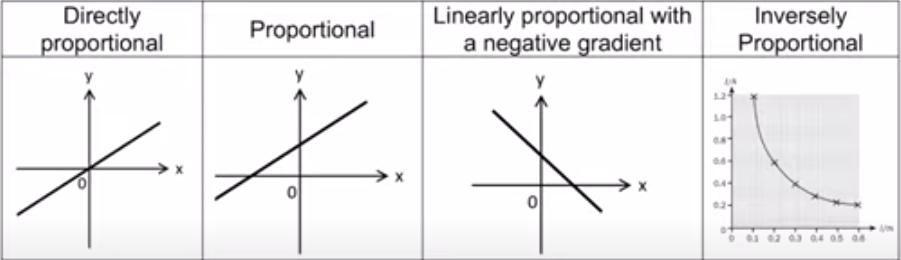 Directly
proportional
Proportional
Linearly proportional with
a negative gradient
Inversely
Proportional
y
x
0
y
x
0
y
x
0
1.2
1.0
0.8
0.6
0.4
0.2
0
0 0.1 0.2 0.3 0.4 0.5 0.6